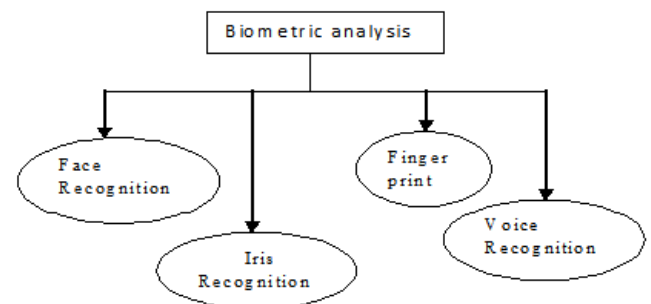 Biometric analysis
Face
Recognition
Iris
Recognition
Finger
print
Voice
Recognition